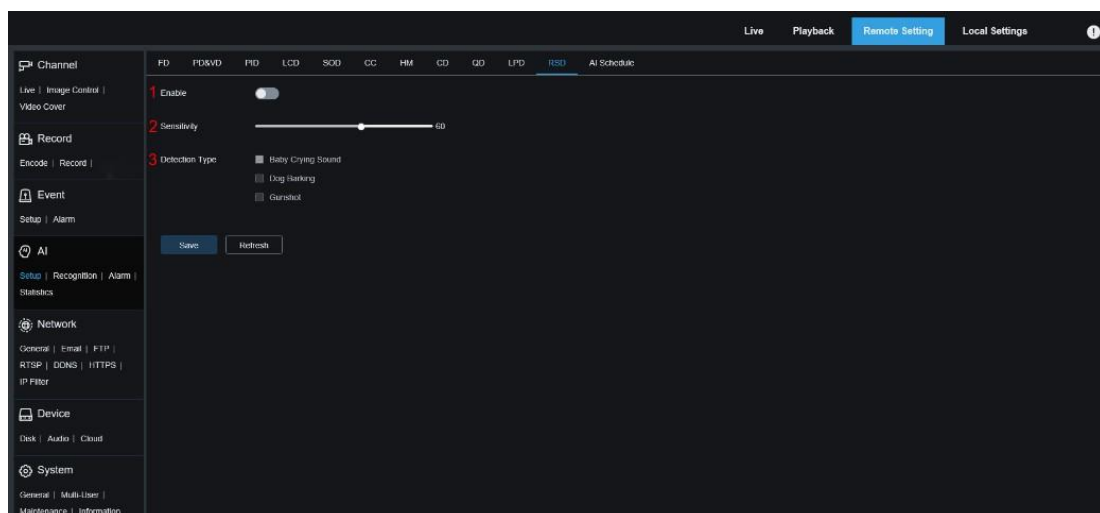 Live Playback Remote Setting Local Settings
Channel
Live | Image Control |
Video Cover
Record
Encode | Record |
Event
Setup | Alarm
AI
Setup | Recognition | Alarm |
Statistics
Network
General | Email | FTP |
RTSP | DDNS | HTTPS |
IP Filter
Device
Disk | Audio | Cloud
System
General | Multi-User |
Maintenance | Information
FD PD&VD PID LCD SOD CC HM CD QD LPD RSD AI Schedule
1 Enable
2 Sensitivity 60
3 Detection Type Baby Crying Sound
Dog Barking
Gunshot
Save Refresh